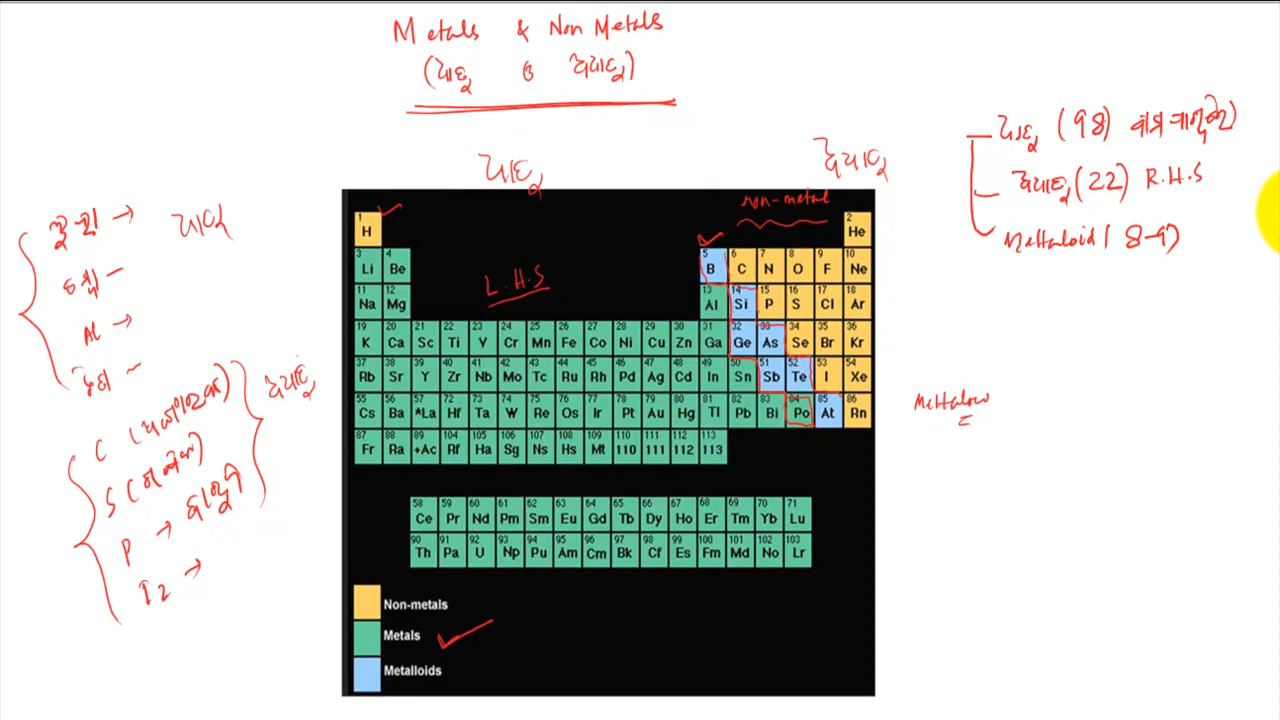 Metals & Non Metals
(ଧାତୁ ଓ ଅଧାତୁ)
ଧାତୁ
ଅଧାତୁ
ଧାତୁ
ଅଧାତୁ (22) R.H.S
Mettaloid ( 8-9)
→ ଧାତୁ
Al →
ଅଧାତୁ
C
S
P →
I2 →
L.H.S
non-metal
1 H 2 He
3 Li 4 Be 5 B 6 C 7 N 8 O 9 F 10 Ne
11 Na 12 Mg 13 Al 14 Si 15 P 16 S 17 Cl 18 Ar
19 K 20 Ca 21 Sc 22 Ti 23 V 24 Cr 25 Mn 26 Fe 27 Co 28 Ni 29 Cu 30 Zn 31 Ga 32 Ge 33 As 34 Se 35 Br 36 Kr
37 Rb 38 Sr 39 Y 40 Zr 41 Nb 42 Mo 43 Tc 44 Ru 45 Rh 46 Pd 47 Ag 48 Cd 49 In 50 Sn 51 Sb 52 Te 53 I 54 Xe
55 Cs 56 Ba 57 *La 72 Hf 73 Ta 74 W 75 Re 76 Os 77 Ir 78 Pt 79 Au 80 Hg 81 Tl 82 Pb 83 Bi 84 Po 85 At 86 Rn
87 Fr 88 Ra 89 +Ac 104 Rf 105 Ha 106 Sg 107 Ns 108 Hs 109 Mt 110 110 111 111 112 112 113 113
58 Ce 59 Pr 60 Nd 61 Pm 62 Sm 63 Eu 64 Gd 65 Tb 66 Dy 67 Ho 68 Er 69 Tm 70 Yb 71 Lu
90 Th 91 Pa 92 U 93 Np 94 Pu 95 Am 96 Cm 97 Bk 98 Cf 99 Es 100 Fm 101 Md 102 No 103 Lr
Non-metals
Metals
Metalloids